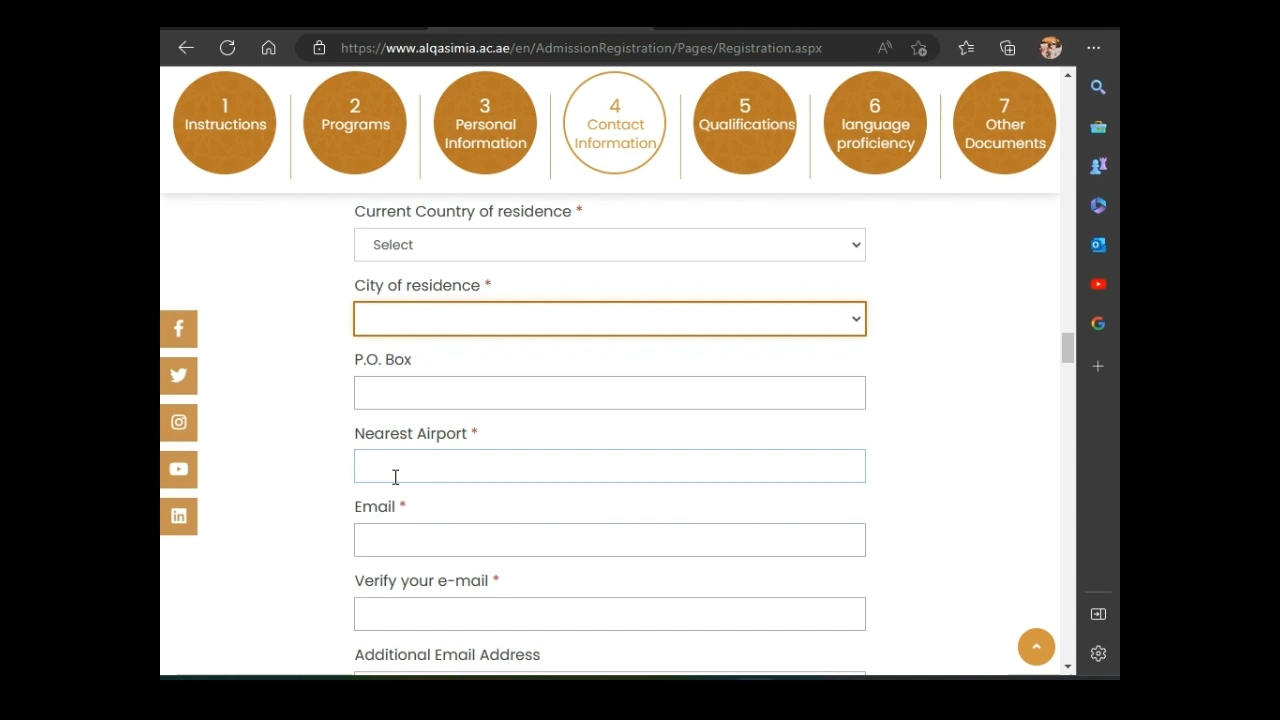 https://www.alqasimia.ac.ae/en/AdmissionRegistration/Pages/Registration.aspx
1
Instructions
2
Programs
3
Personal
Information
4
Contact
Information
5
Qualifications
6
language
proficiency
7
Other
Documents
Current Country of residence *
Select
City of residence *
P.O. Box
Nearest Airport *
Email *
Verify your e-mail *
Additional Email Address